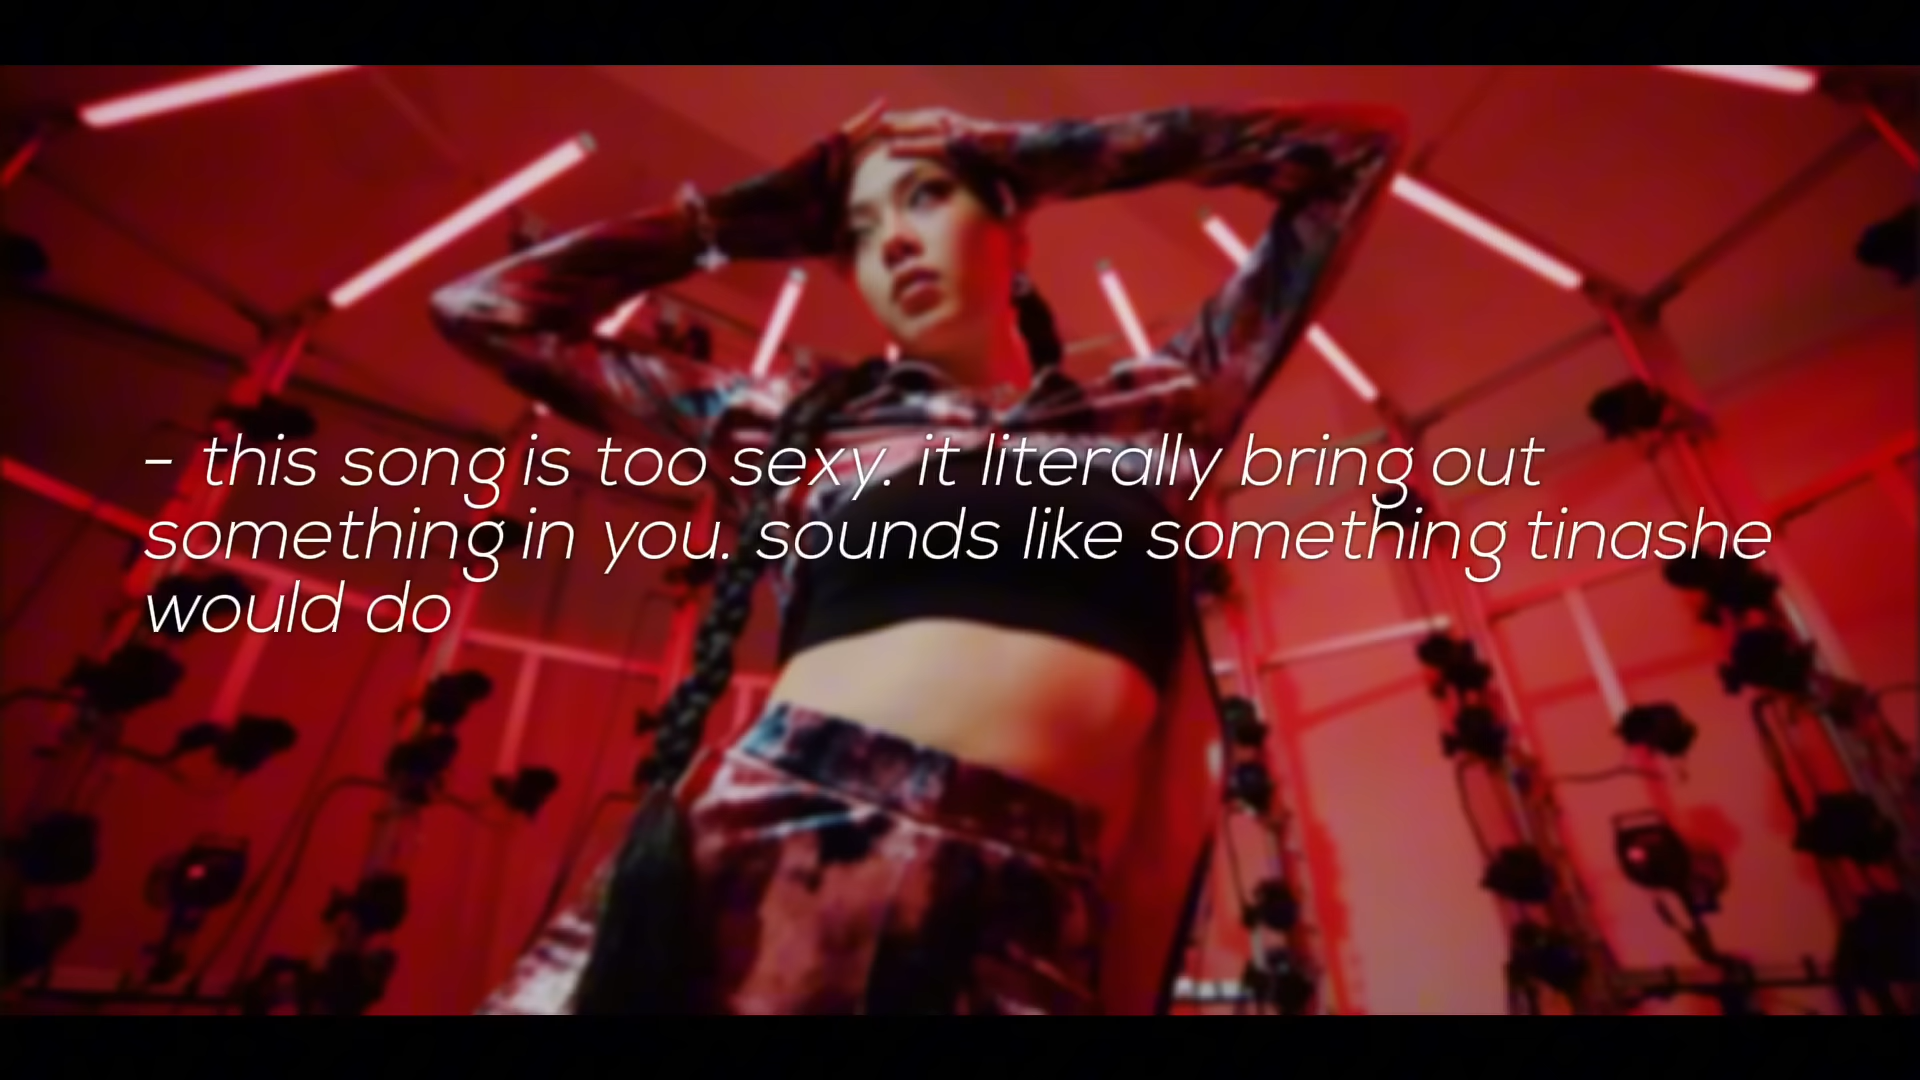 - this song is too sexy. it literally bring out
something in you. sounds like something tinashe
would do